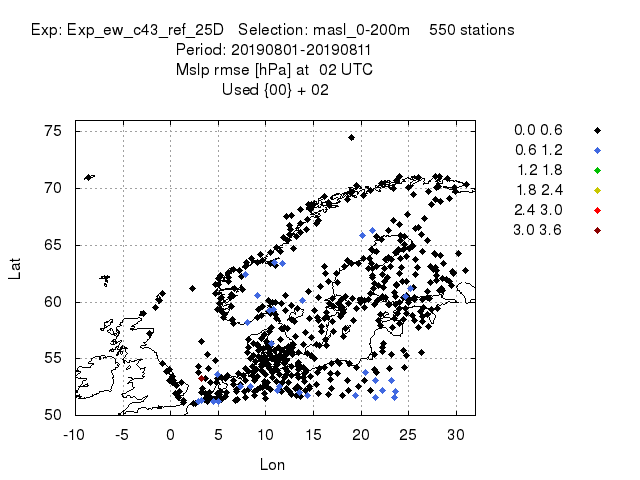 Exp: Exp_ew_c43_ref_25D   Selection: masl_0-200m    550 stations
Period: 20190801-20190811
Mslp rmse [hPa] at  02 UTC
Used {00} + 02
75
70
65
60
55
50
Lat
-10 -5 0 5 10 15 20 25 30
Lon
0.0 0.6
0.6 1.2
1.2 1.8
1.8 2.4
2.4 3.0
3.0 3.6